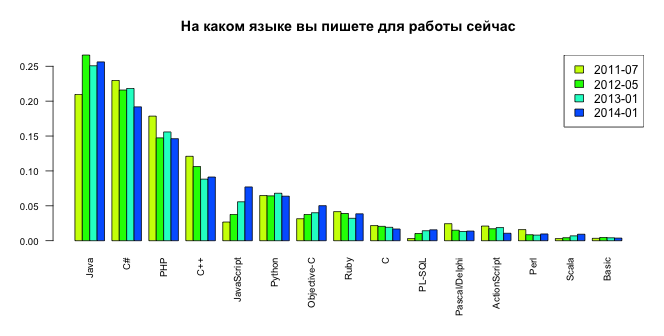 На каком языке вы пишете для работы сейчас
2011-07
2012-05
2013-01
2014-01
0.25
0.20
0.15
0.10
0.05
0.00
Java
C#
PHP
C++
JavaScript
Python
Objective-C
Ruby
C
PL-SQL
Pascal/Delphi
ActionScript
Perl
Scala
Basic